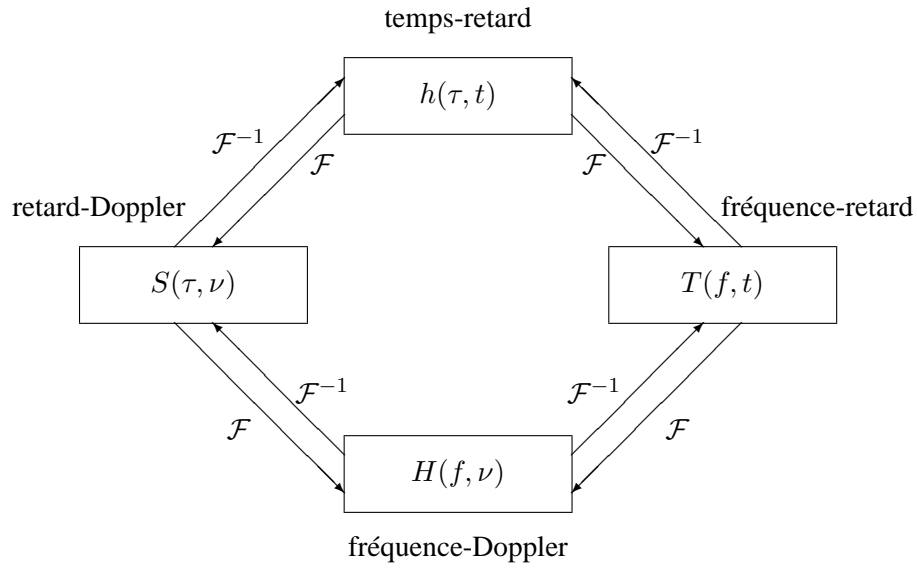 temps-retard
h(τ, t)
𝓕⁻¹
𝓕⁻¹
𝓕
𝓕
retard-Doppler
fréquence-retard
S(τ, ν)
T(f, t)
𝓕⁻¹
𝓕⁻¹
𝓕
𝓕
H(f, ν)
fréquence-Doppler